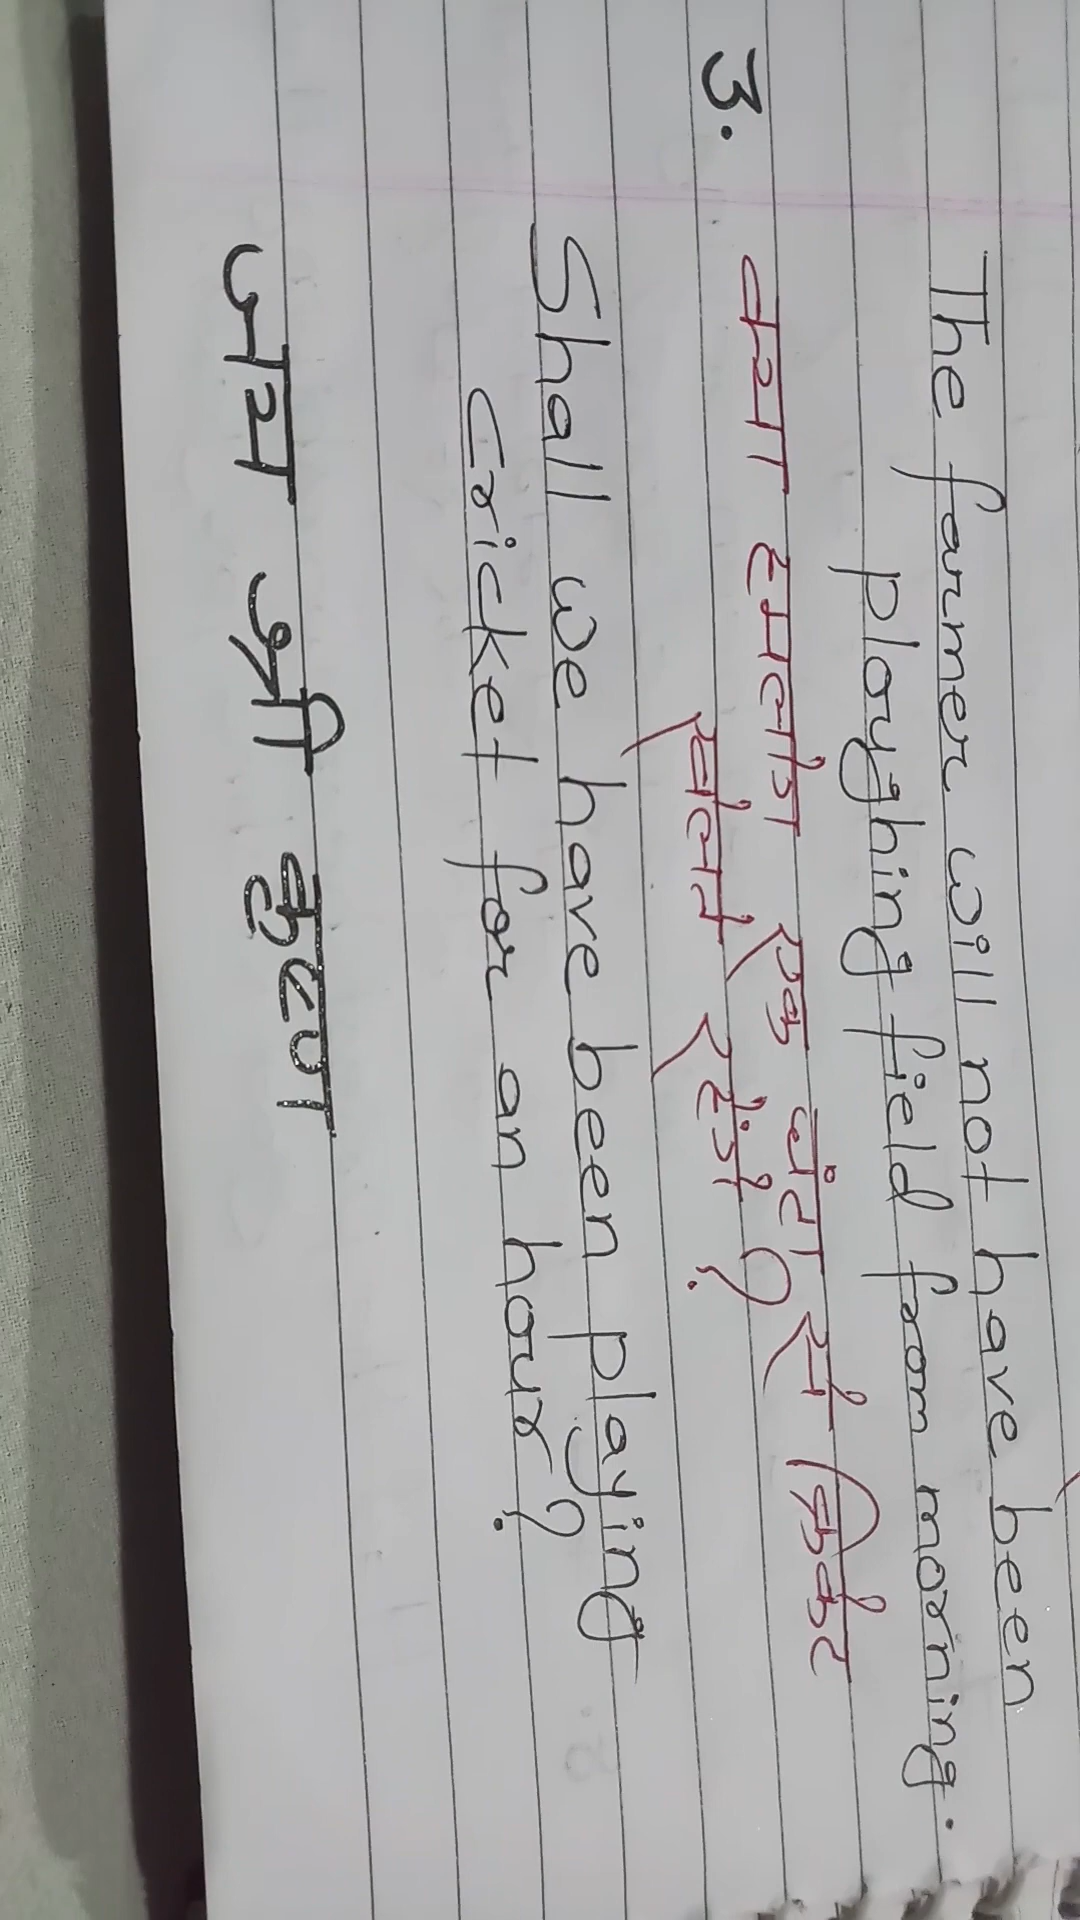 The farmer will not have been
ploughing field from morning.
3. क्या हमलोग एक घंटा से क्रिकेट
खेलते रहेंगे?
Shall we have been playing
cricket for an hour?
जय श्री कृष्ण